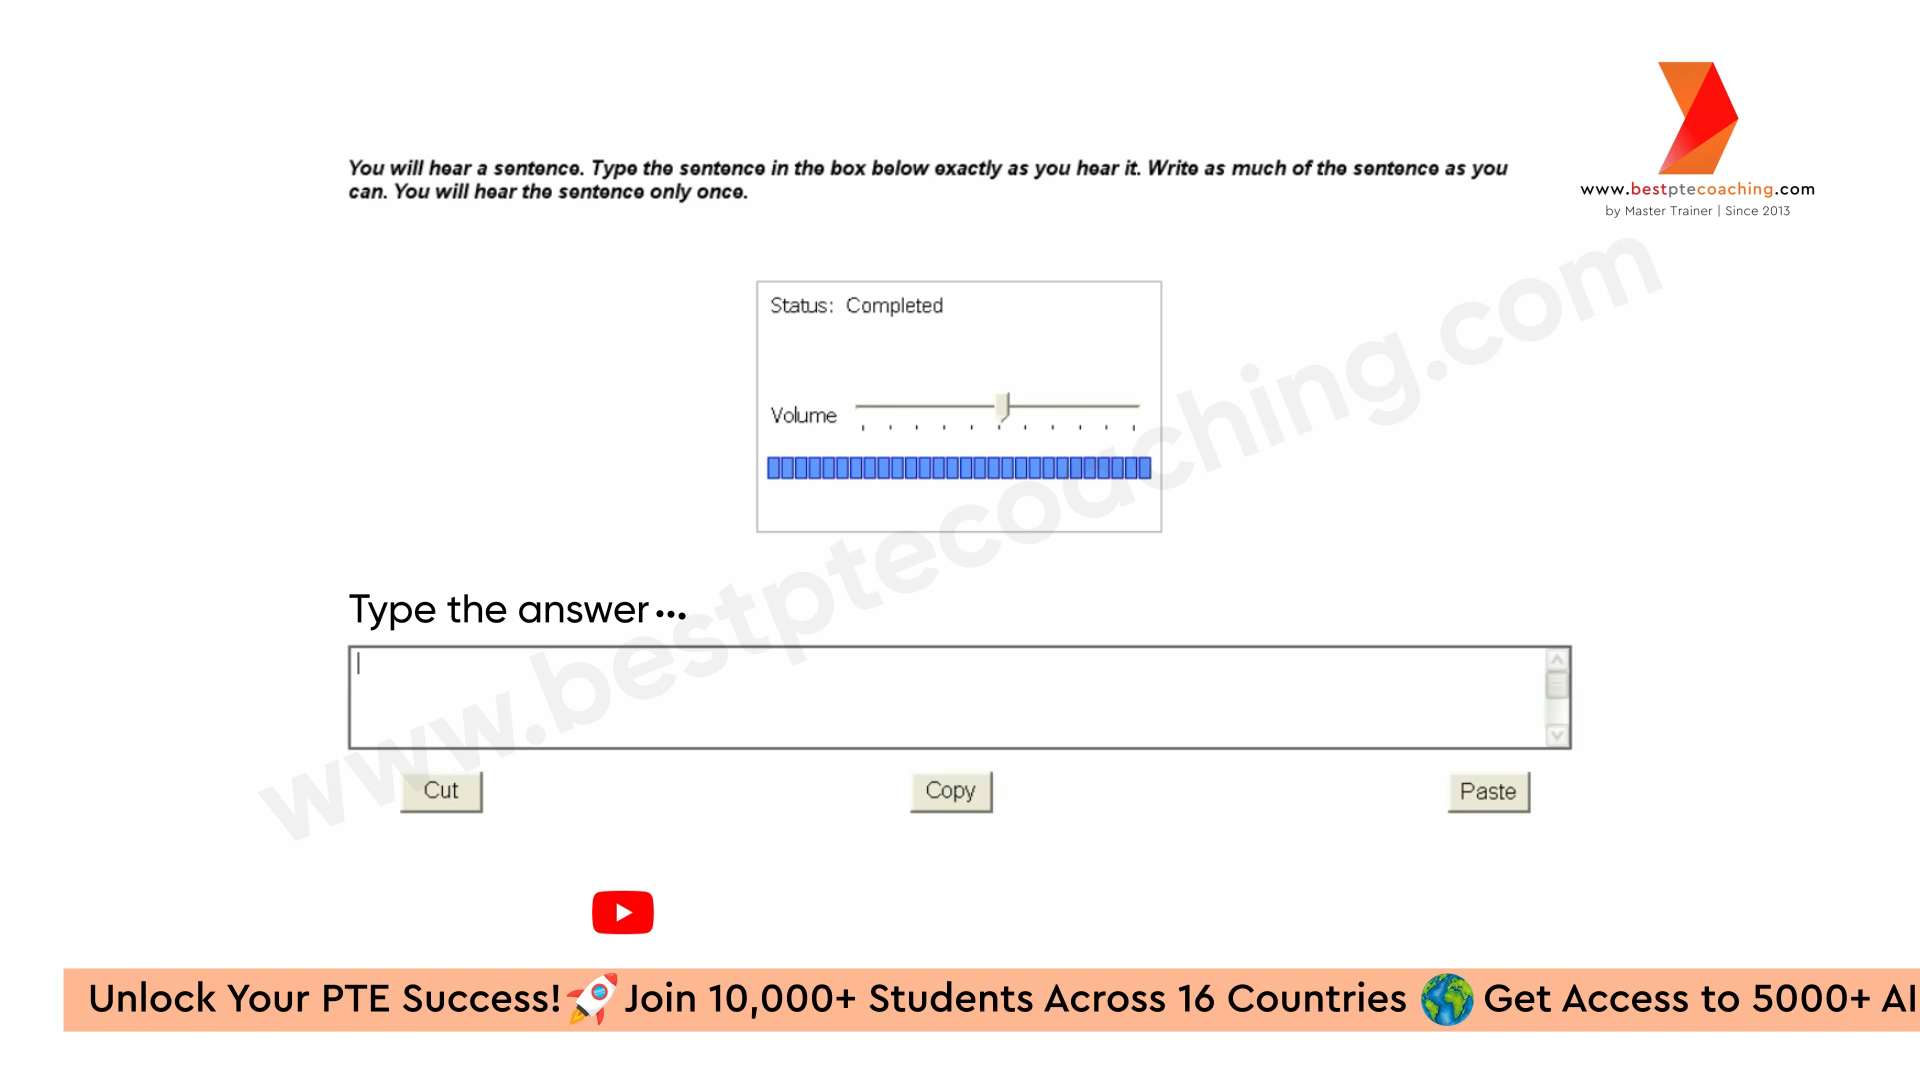 You will hear a sentence. Type the sentence in the box below exactly as you hear it. Write as much of the sentence as you
can. You will hear the sentence only once.
www.bestptecoaching.com
by Master Trainer | Since 2013
Status: Completed
Volume
www.bestptecoaching.com
Type the answer...
Cut
Copy
Paste
Unlock Your PTE Success! 🚀 Join 10,000+ Students Across 16 Countries 🌍 Get Access to 5000+ AI